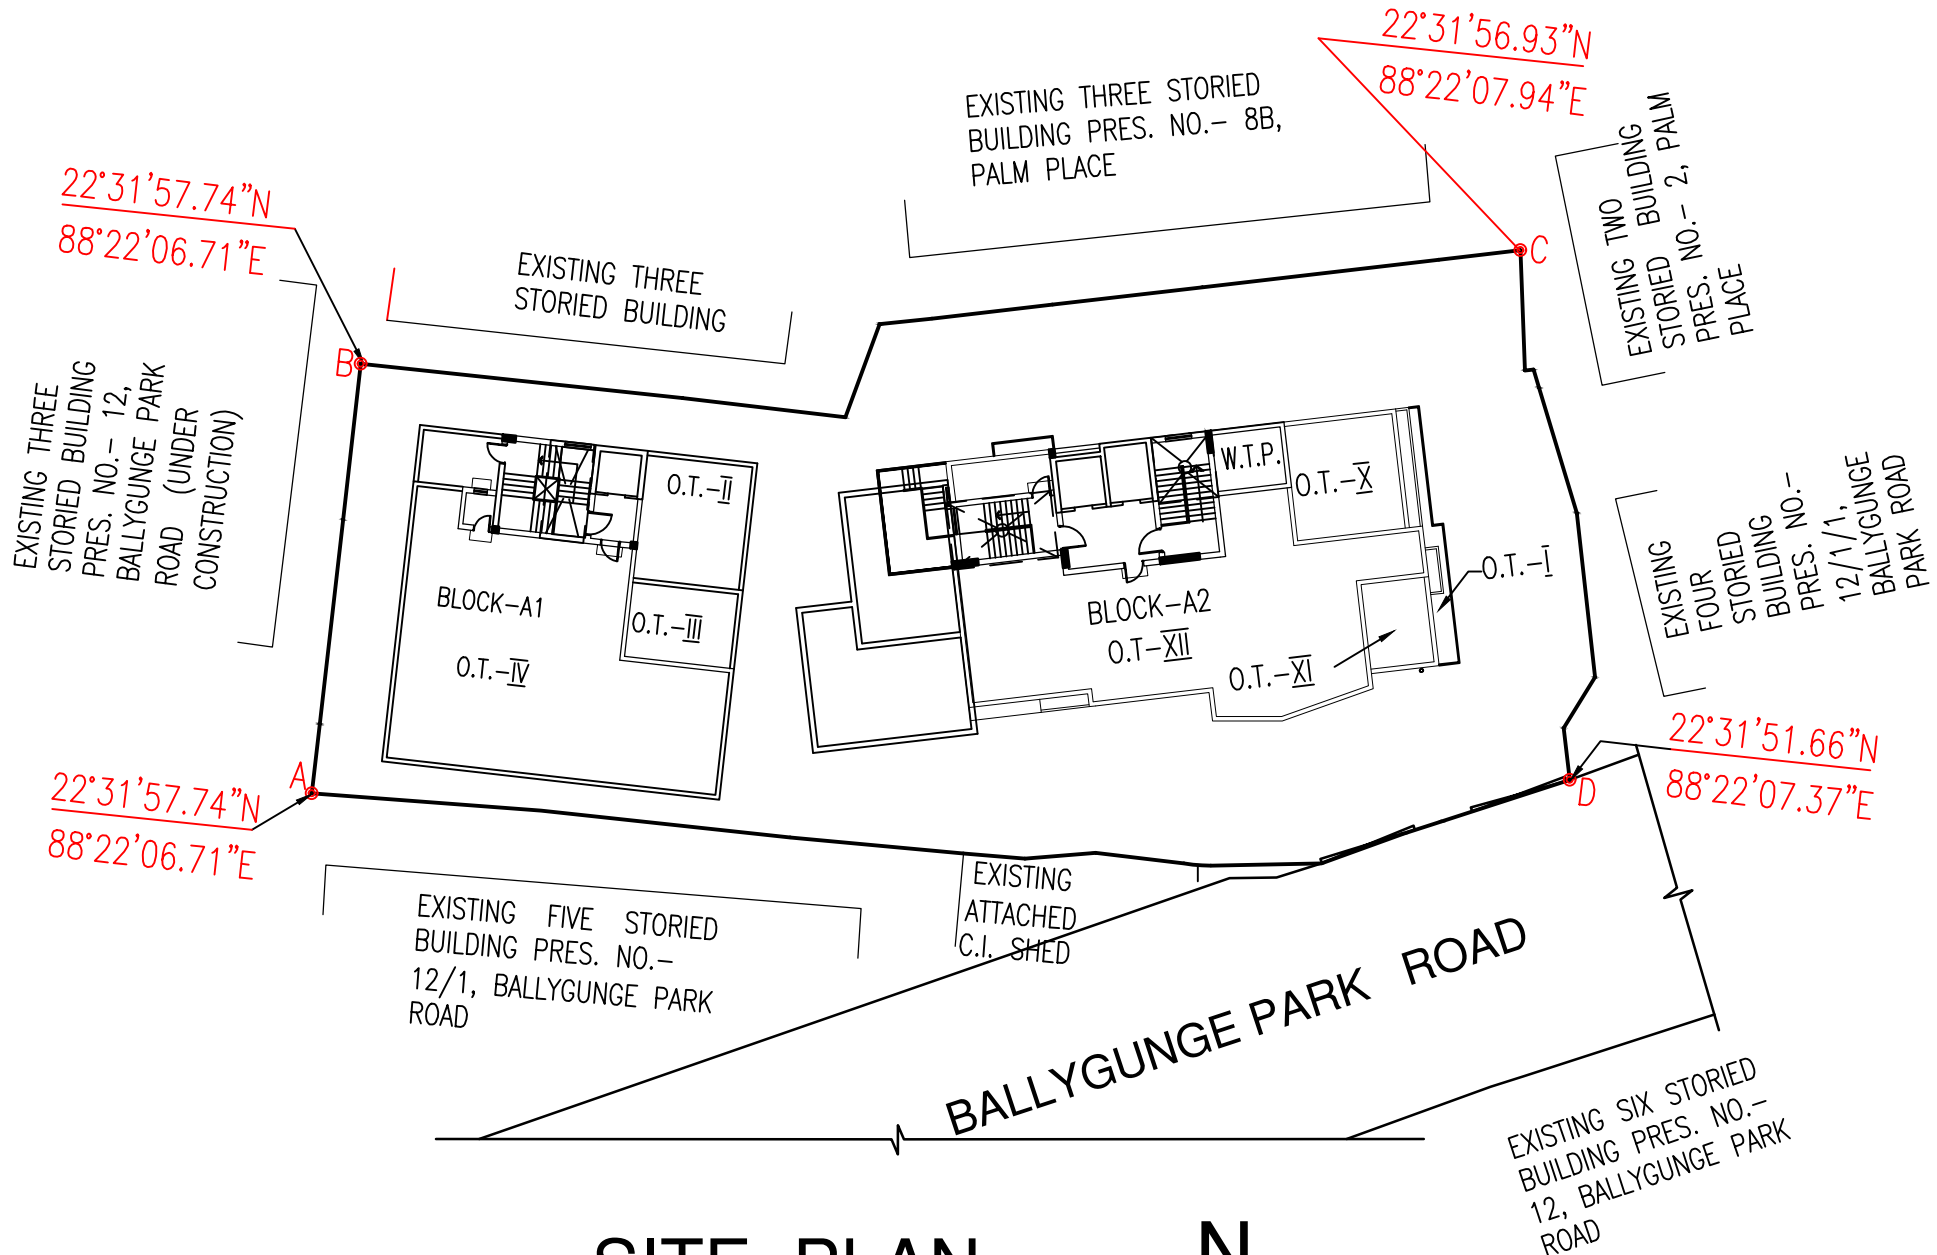 22°31'56.93"N
88°22'07.94"E
EXISTING THREE STORIED
BUILDING PRES. NO.- 8B,
PALM PLACE
EXISTING TWO
STORIED BUILDING
PRES. NO.- 2, PALM
PLACE
22°31'57.74"N
88°22'06.71"E
EXISTING THREE
STORIED BUILDING
C
B
EXISTING THREE
STORIED BUILDING
PRES. NO.- 12,
BALLYGUNGE PARK
ROAD (UNDER
CONSTRUCTION)
O.T.-II
W.T.P.
O.T.-X
O.T.-I
BLOCK-A1
O.T.-III
O.T.-IV
BLOCK-A2
O.T-XII
O.T.-XI
EXISTING
FOUR
STORIED
BUILDING
PRES. NO.-
12/1/1,
BALLYGUNGE
PARK ROAD
22°31'51.66"N
88°22'07.37"E
A
D
22°31'57.74"N
88°22'06.71"E
EXISTING FIVE STORIED
BUILDING PRES. NO.-
12/1, BALLYGUNGE PARK
ROAD
EXISTING
ATTACHED
C.I. SHED
BALLYGUNGE PARK ROAD
EXISTING SIX STORIED
BUILDING PRES. NO.-
12, BALLYGUNGE PARK
ROAD
SITE PLAN
N